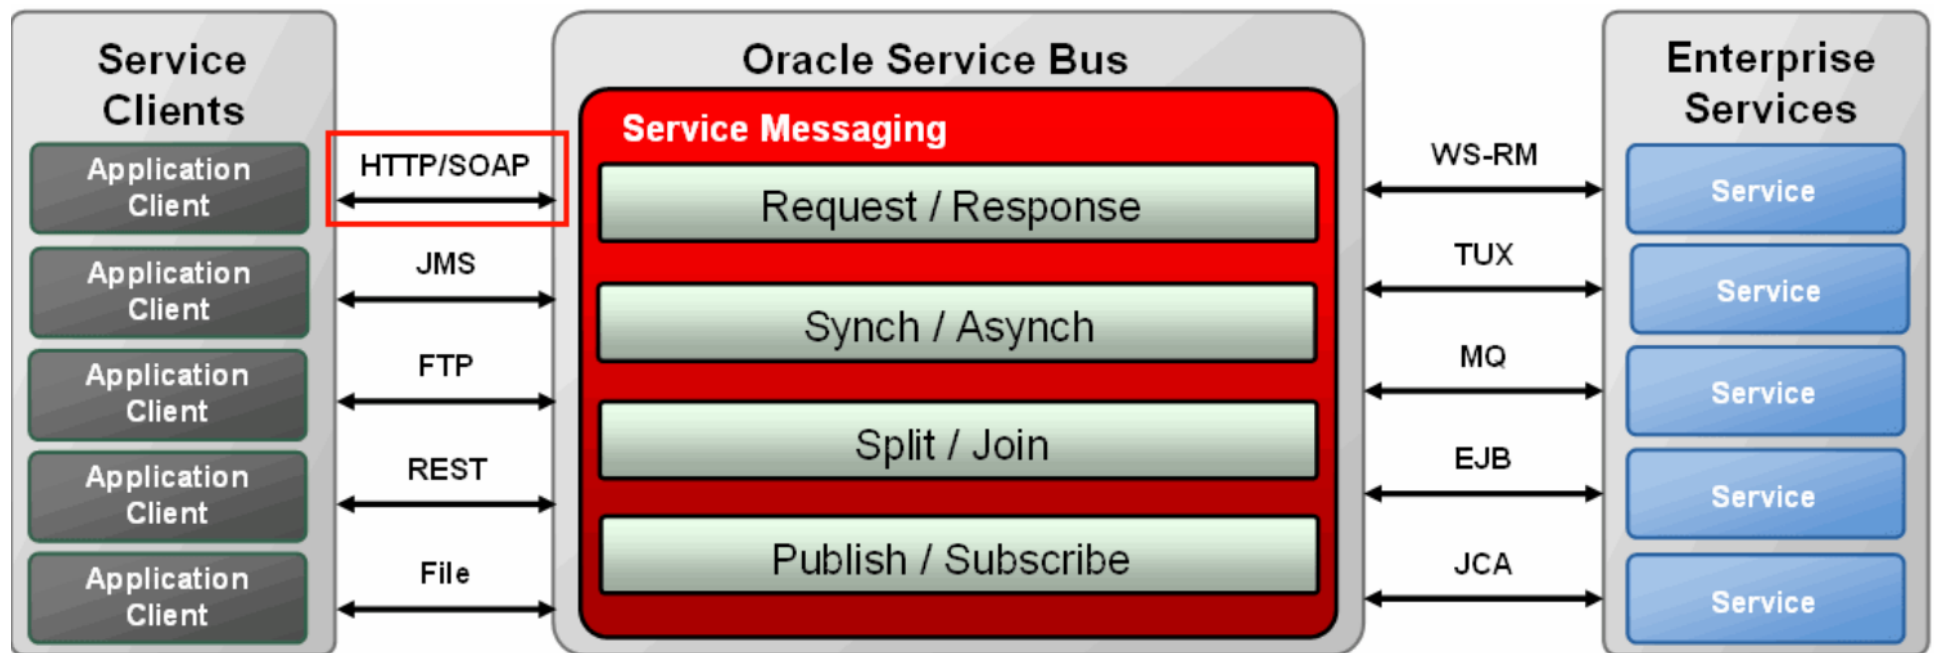 Service
Clients
Application
Client
Application
Client
Application
Client
Application
Client
Application
Client
HTTP/SOAP
JMS
FTP
REST
File
Oracle Service Bus
Service Messaging
Request / Response
Synch / Asynch
Split / Join
Publish / Subscribe
WS-RM
TUX
MQ
EJB
JCA
Enterprise
Services
Service
Service
Service
Service
Service